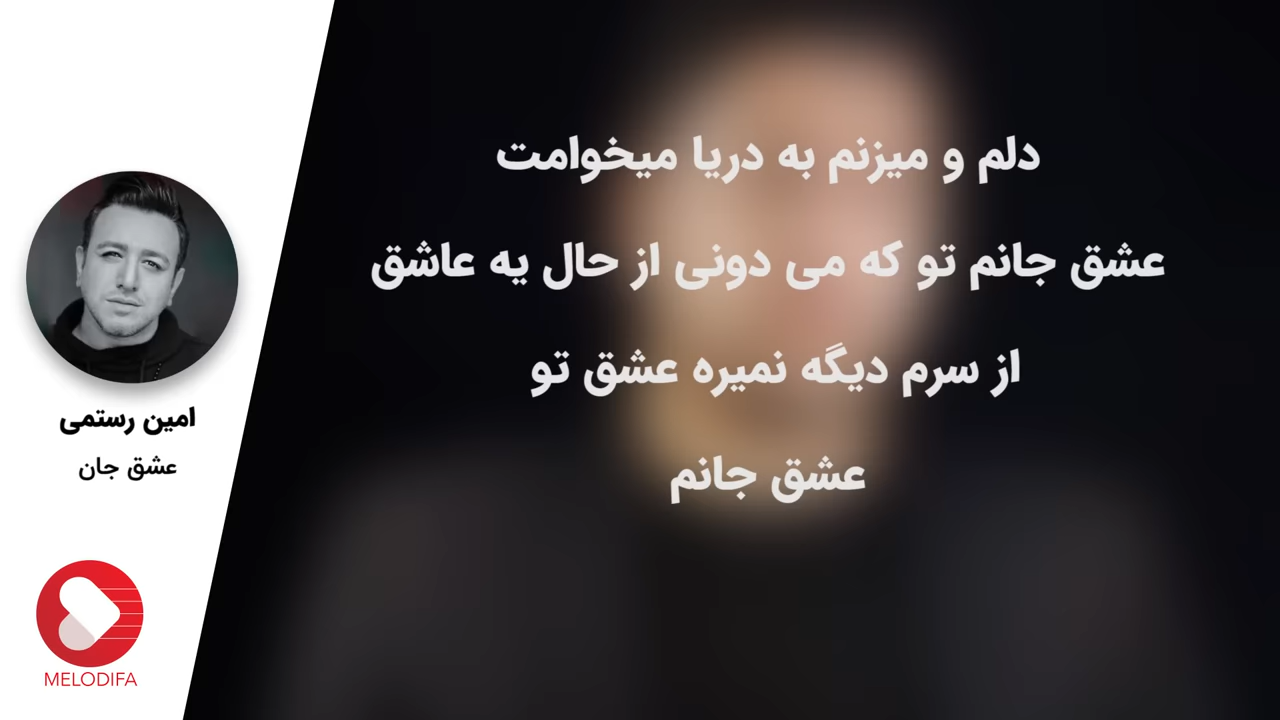 دلم و میزنم به دریا میخوامت
عشق جانم تو که می دونی از حال یه عاشق
از سرم دیگه نمیره عشق تو
عشق جانم
امین رستمی
عشق جان
MELODIFA